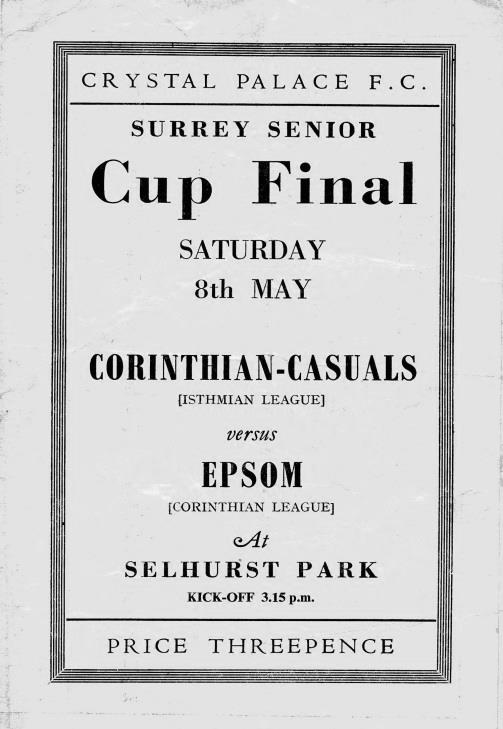 CRYSTAL PALACE F.C.
SURREY SENIOR
Cup Final
SATURDAY
8th MAY
CORINTHIAN-CASUALS
[ISTHMIAN LEAGUE]
versus
EPSOM
[CORINTHIAN LEAGUE]
At
SELHURST PARK
KICK-OFF 3.15 p.m.
PRICE THREEPENCE